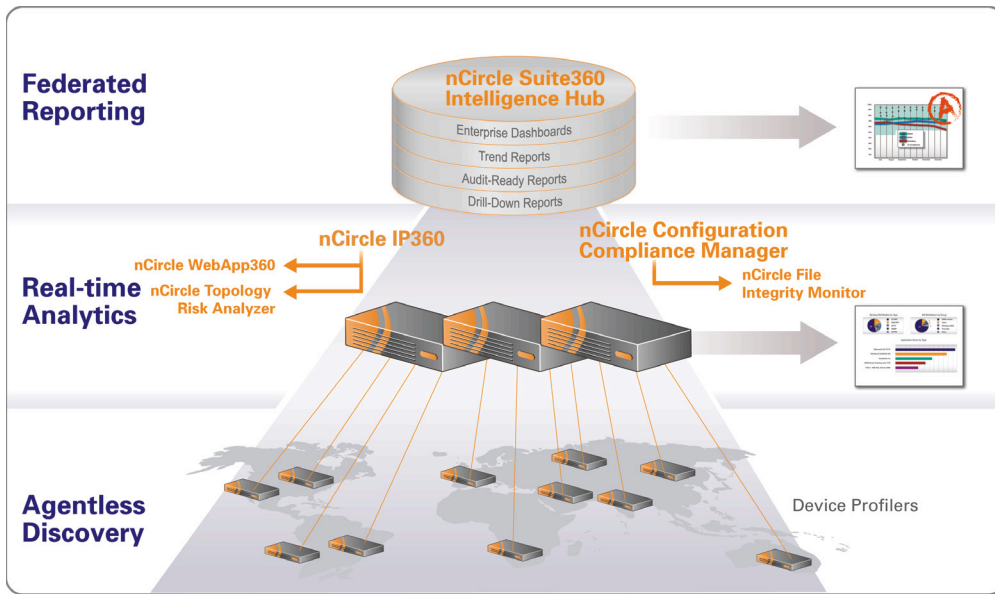 Federated
Reporting
nCircle Suite360
Intelligence Hub
Enterprise Dashboards
Trend Reports
Audit-Ready Reports
Drill-Down Reports
A
Real-time
Analytics
nCircle IP360
nCircle WebApp360
nCircle Topology
Risk Analyzer
nCircle Configuration
Compliance Manager
nCircle File
Integrity Monitor
Agentless
Discovery
Device Profilers